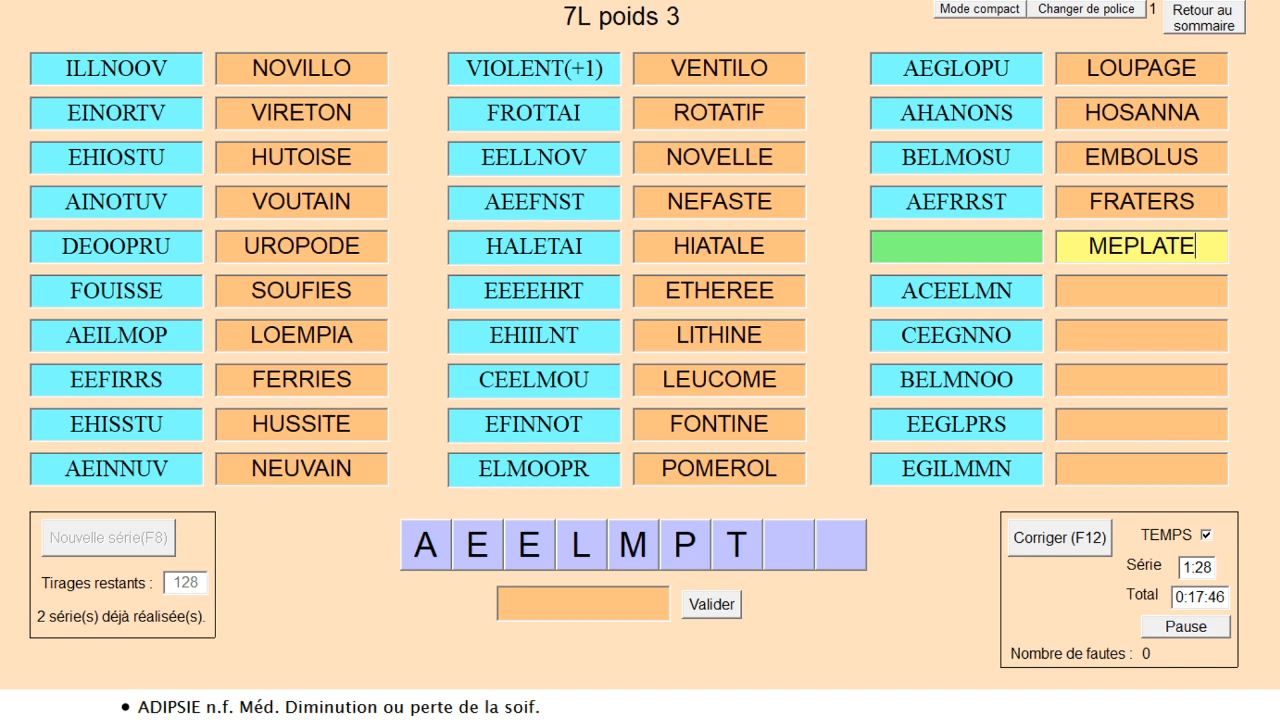 7L poids 3
Mode compact Changer de police 1 Retour au sommaire
ILLNOOV NOVILLO VIOLENT(+1) VENTILO AEGLOPU LOUPAGE
EINORTV VIRETON FROTTAI ROTATIF AHANONS HOSANNA
EHIOSTU HUTOISE EELLNOV NOVELLE BELMOSU EMBOLUS
AINOTUV VOUTAIN AEEFNST NEFASTE AEFRRST FRATERS
DEOOPRU UROPODE HALETAI HIATALE MEPLATE
FOUISSE SOUFIES EEEEHRT ETHEREE ACEELMN
AEILMOP LOEMPIA EHIILNT LITHINE CEEGNNO
EEFIRRS FERRIES CEELMOU LEUCOME BELMNOO
EHISSTU HUSSITE EFINNOT FONTINE EEGLPRS
AEINNUV NEUVAIN ELMOOPR POMEROL EGILMMN
Nouvelle série(F8)
Tirages restants : 128
2 série(s) déjà réalisée(s).
A E E L M P T
Valider
Corriger (F12) TEMPS
Série 1:28
Total 0:17:46
Pause
Nombre de fautes : 0
• ADIPSIE n.f. Méd. Diminution ou perte de la soif.